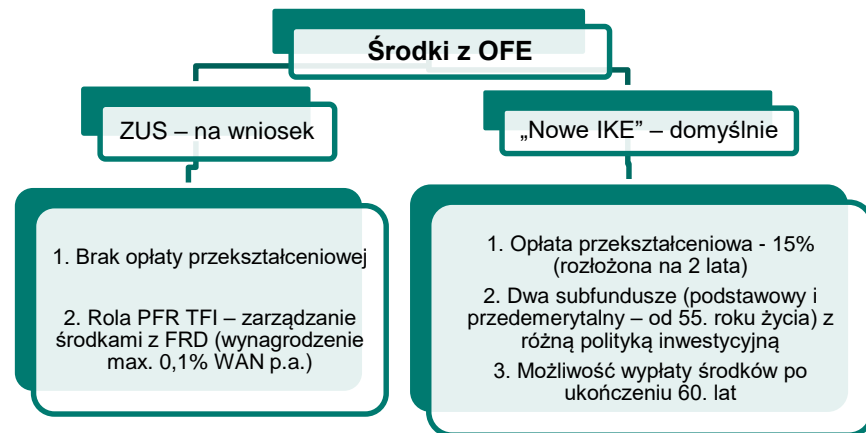 Środki z OFE
ZUS – na wniosek
„Nowe IKE” – domyślnie
1. Brak opłaty przekształceniowej
2. Rola PFR TFI – zarządzanie
środkami z FRD (wynagrodzenie
max. 0,1% WAN p.a.)
1. Opłata przekształceniowa - 15%
(rozłożona na 2 lata)
2. Dwa subfundusze (podstawowy i
przedemerytalny – od 55. roku życia) z
różną polityką inwestycyjną
3. Możliwość wypłaty środków po
ukończeniu 60. lat